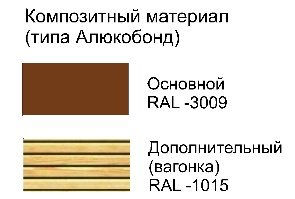 Композитный материал
(типа Алюкобонд)
Основной
RAL -3009
Дополнительный
(вагонка)
RAL -1015